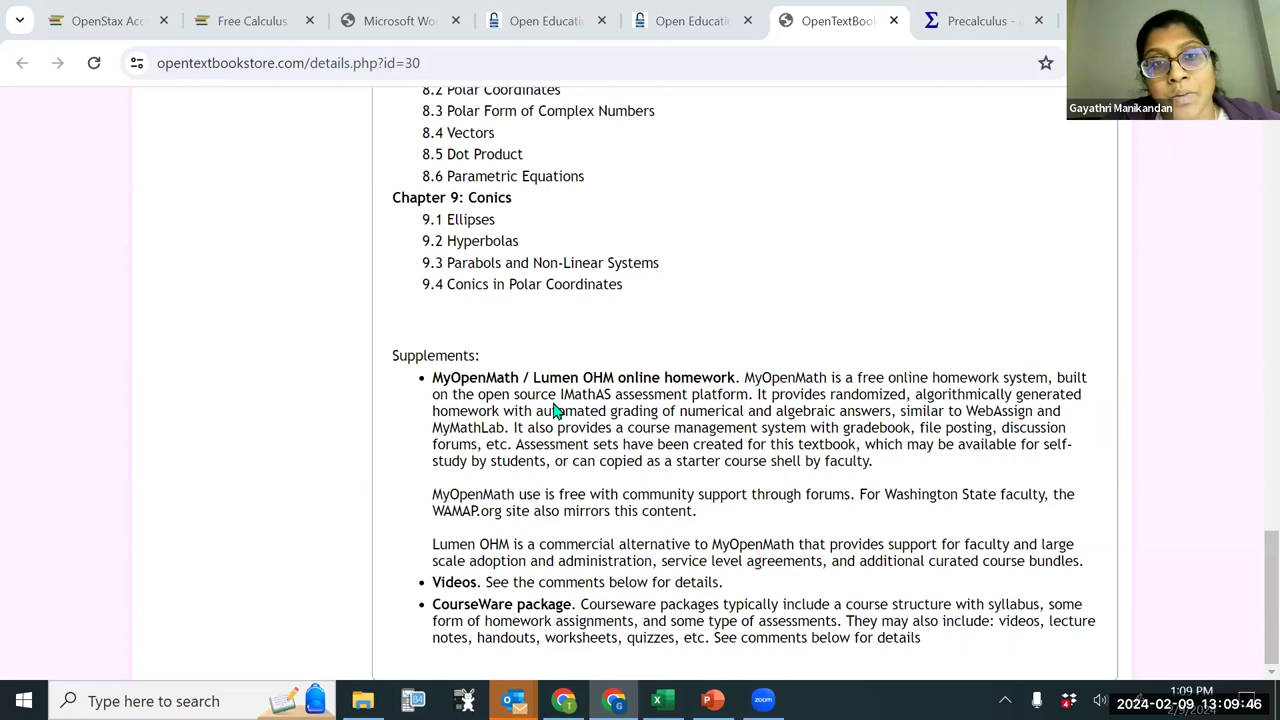 OpenStax Acc
Free Calculus
Microsoft Wo
Open Educati
Open Educati
OpenTextBook
Precalculus -
opentextbookstore.com/details.php?id=30
Gayathri Manikandan
8.2 Polar Coordinates
8.3 Polar Form of Complex Numbers
8.4 Vectors
8.5 Dot Product
8.6 Parametric Equations
Chapter 9: Conics
9.1 Ellipses
9.2 Hyperbolas
9.3 Parabols and Non-Linear Systems
9.4 Conics in Polar Coordinates
Supplements:
• MyOpenMath / Lumen OHM online homework. MyOpenMath is a free online homework system, built
on the open source IMathAS assessment platform. It provides randomized, algorithmically generated
homework with automated grading of numerical and algebraic answers, similar to WebAssign and
MyMathLab. It also provides a course management system with gradebook, file posting, discussion
forums, etc. Assessment sets have been created for this textbook, which may be available for self-
study by students, or can copied as a starter course shell by faculty.
MyOpenMath use is free with community support through forums. For Washington State faculty, the
WAMAP.org site also mirrors this content.
Lumen OHM is a commercial alternative to MyOpenMath that provides support for faculty and large
scale adoption and administration, service level agreements, and additional curated course bundles.
• Videos. See the comments below for details.
• CourseWare package. Courseware packages typically include a course structure with syllabus, some
form of homework assignments, and some type of assessments. They may also include: videos, lecture
notes, handouts, worksheets, quizzes, etc. See comments below for details
Type here to search
1:09 PM
2024-02-09 13:09:46